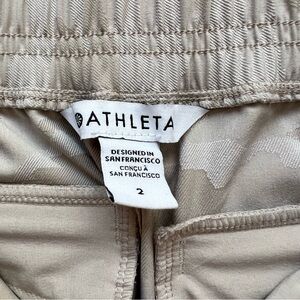 ATHLETA
DESIGNED IN
SAN FRANCISCO
CONÇU À
SAN FRANCISCO
2